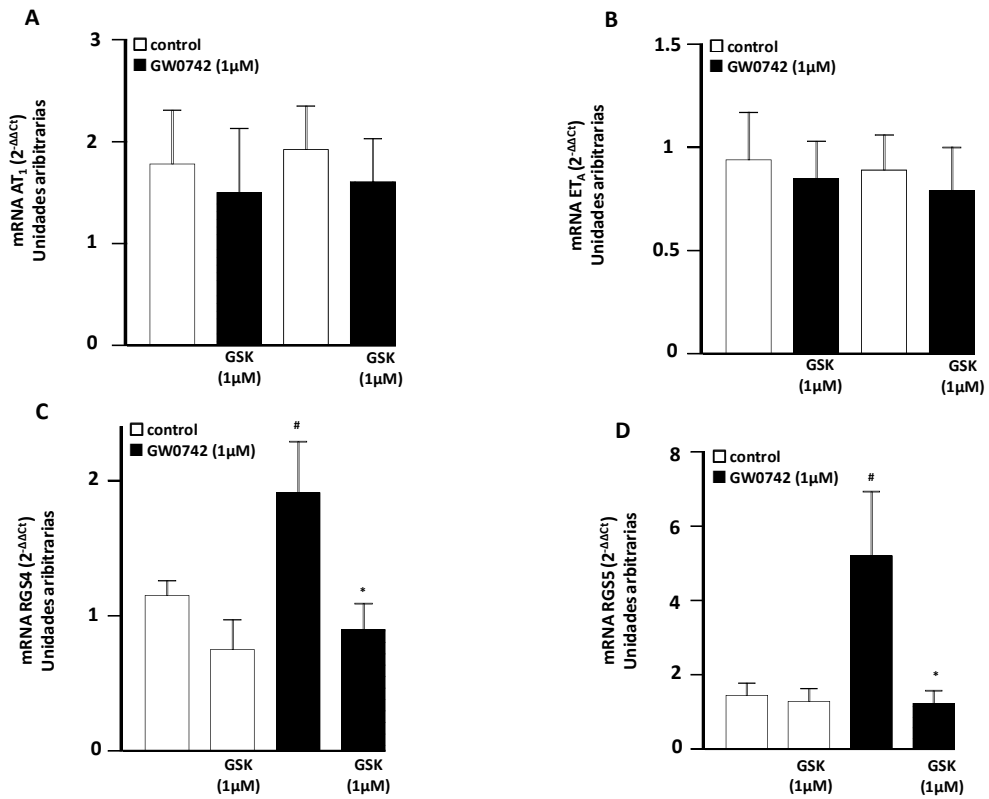 A
3
2
1
0
control
GW0742 (1µM)
mRNA AT1 (2-ΔΔCt)
Unidades aribitrarias
GSK
(1µM)
GSK
(1µM)
B
1.5
1
0.5
0
control
GW0742 (1µM)
mRNA ETA (2-ΔΔCt)
Unidades aribitrarias
GSK
(1µM)
GSK
(1µM)
C
2
1
0
control
GW0742 (1µM)
#
*
mRNA RGS4 (2-ΔΔCt)
Unidades aribitrarias
GSK
(1µM)
GSK
(1µM)
D
8
6
4
2
0
control
GW0742 (1µM)
#
*
mRNA RGS5 (2-ΔΔCt)
Unidades arbitrarias
GSK
(1µM)
GSK
(1µM)